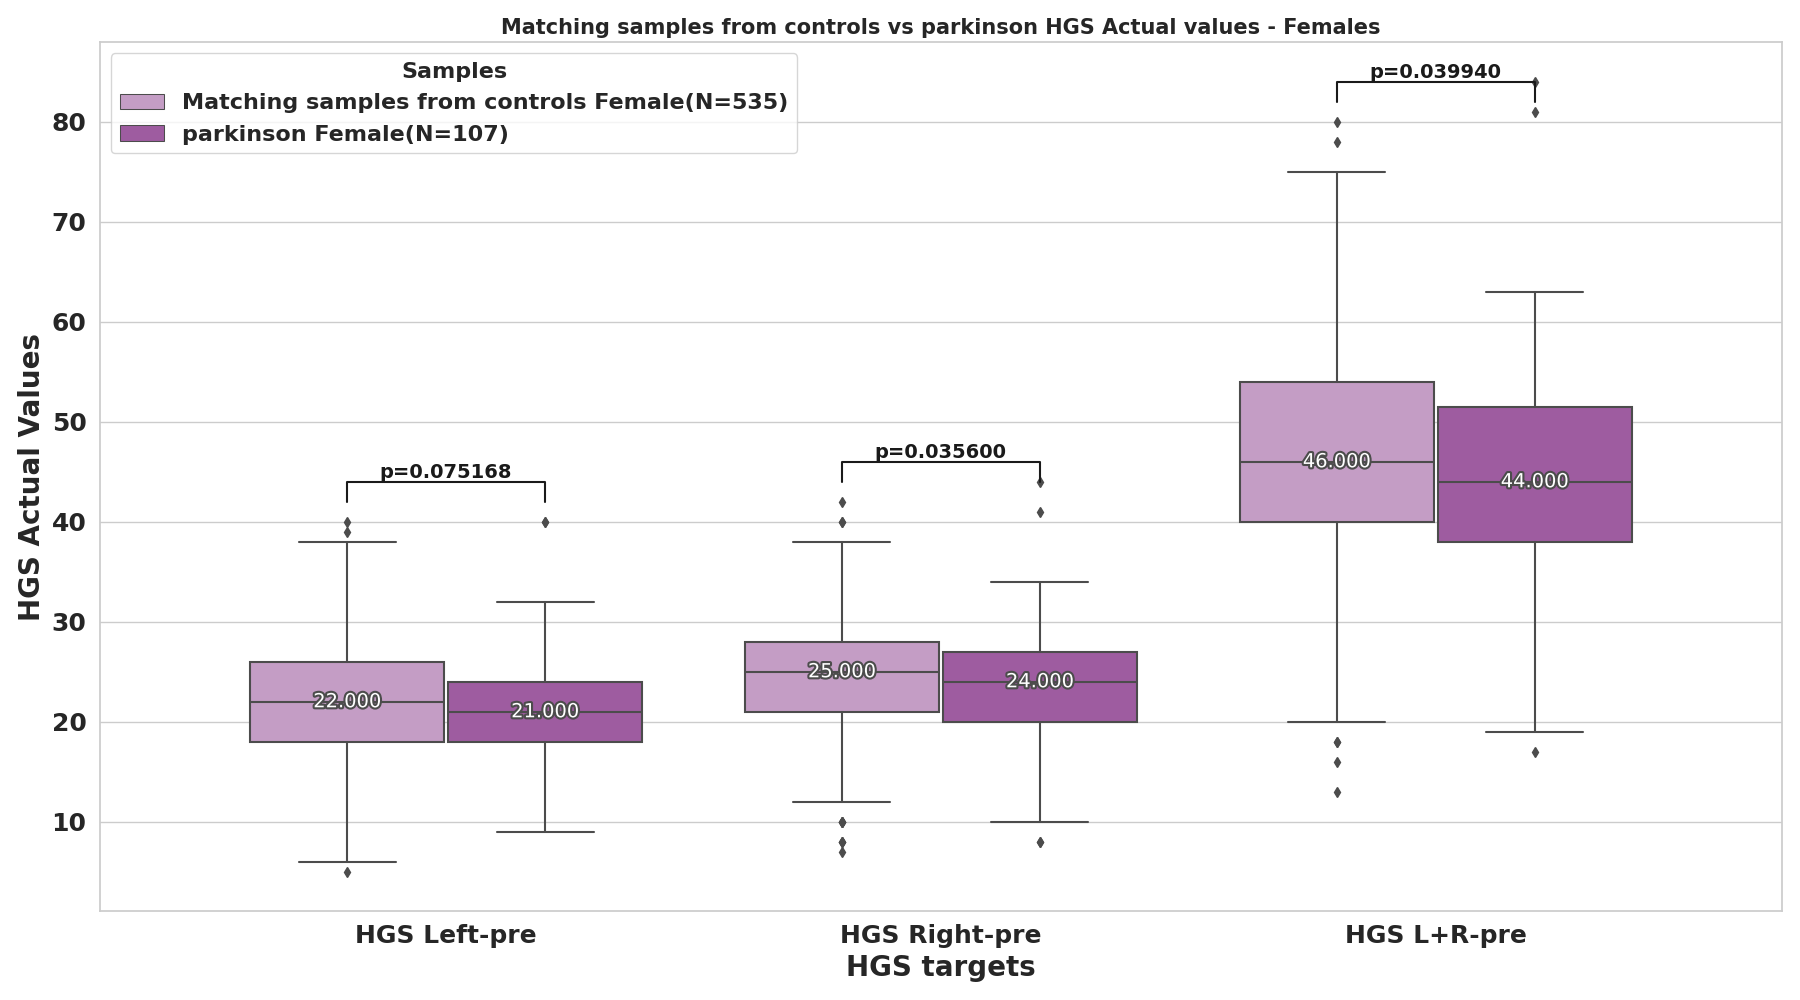 Matching samples from controls vs parkinson HGS Actual values - Females
Samples
Matching samples from controls Female(N=535)
parkinson Female(N=107)
HGS Actual Values
80
70
60
50
40
30
20
10
p=0.075168
p=0.035600
p=0.039940
22.000
21.000
25.000
24.000
46.000
44.000
HGS Left-pre
HGS Right-pre
HGS L+R-pre
HGS targets